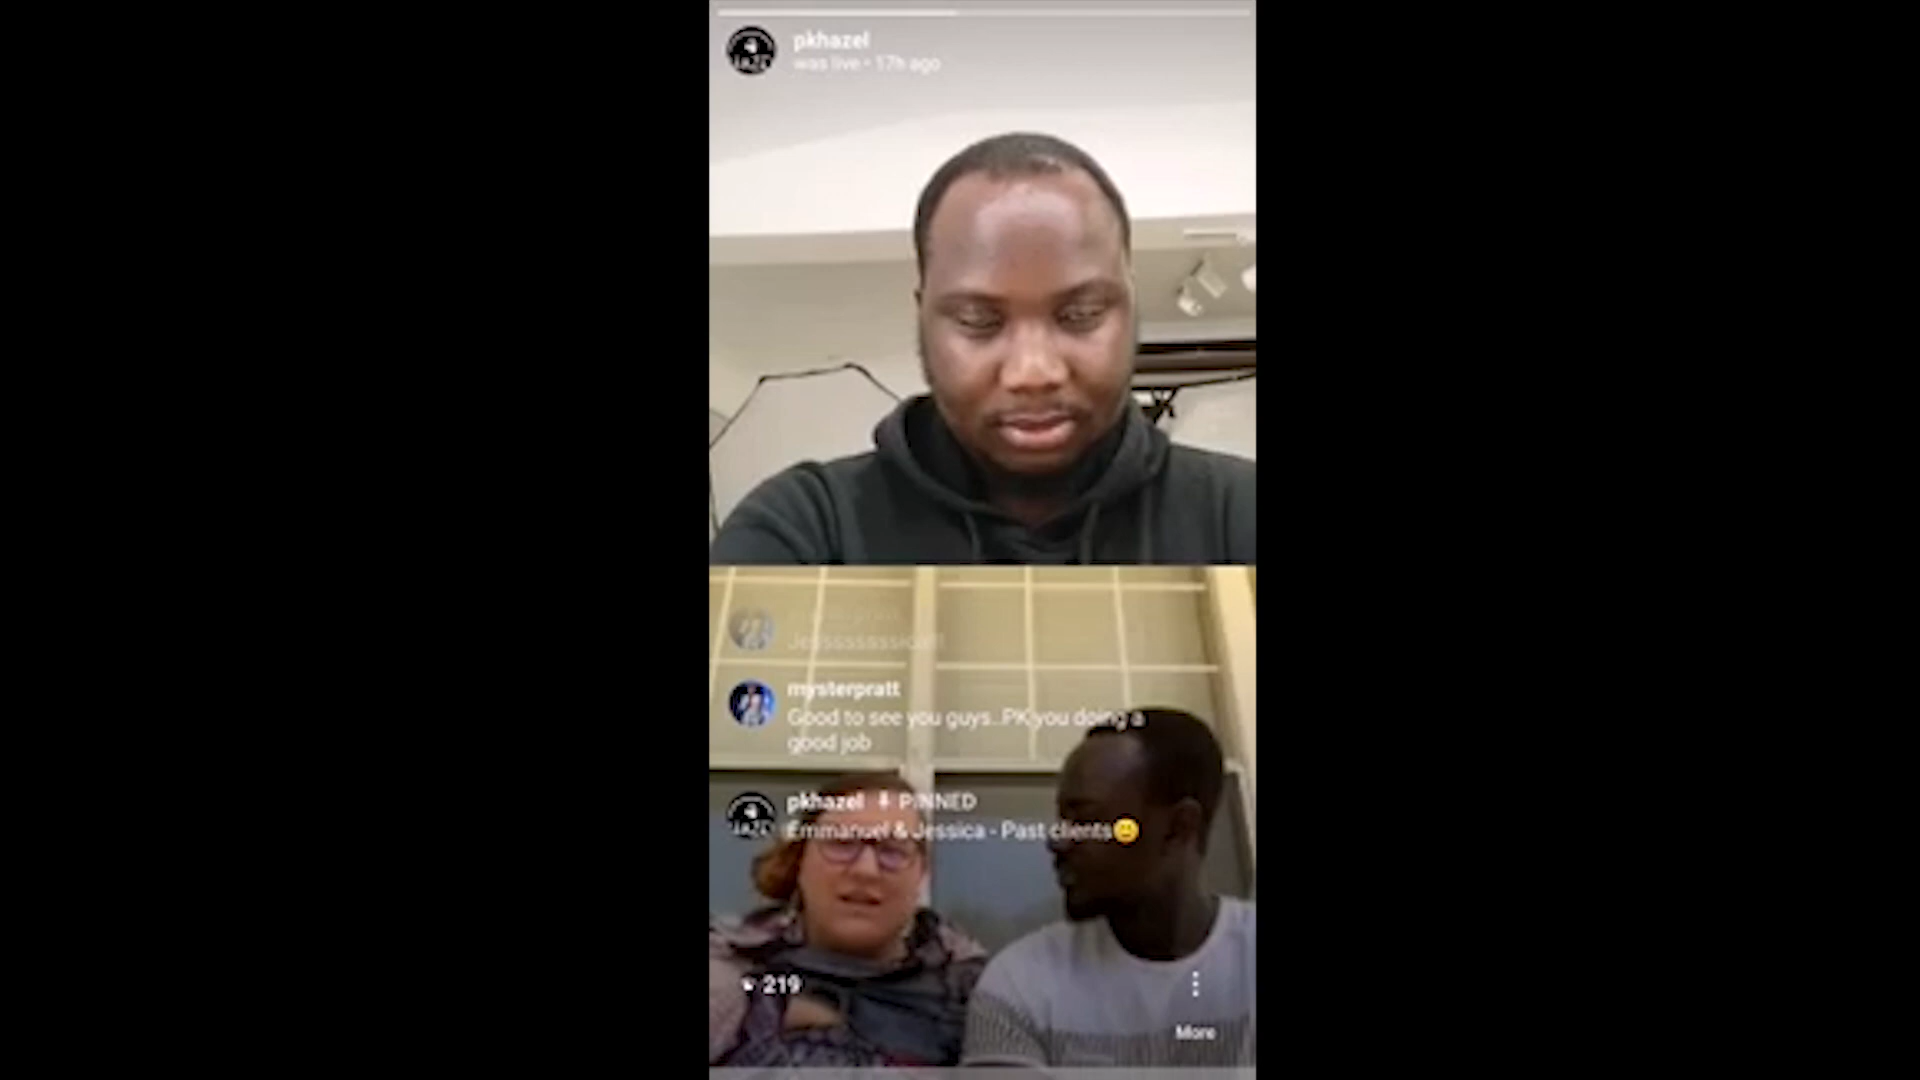 pkhazel
was live • 17h ago
mysterpratt
Good to see you guys..PK you doing a
good job
pkhazel PINNED
Emmanuel & Jessica - Past clients😊
219
More